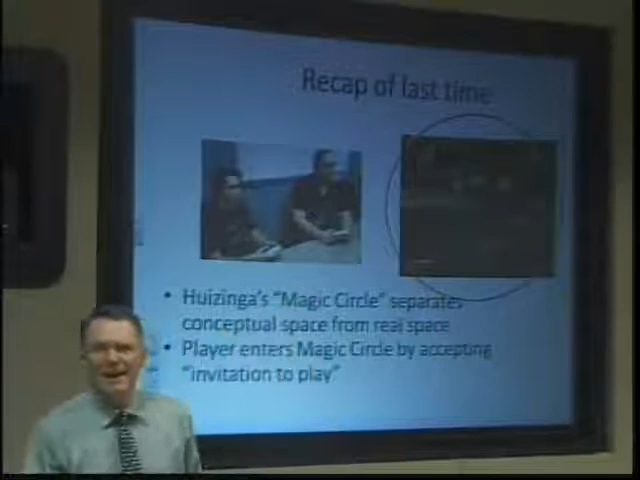 Recap of last time
• Huizinga's "Magic Circle" separates
conceptual space from real space
• Player enters Magic Circle by accepting
"invitation to play"